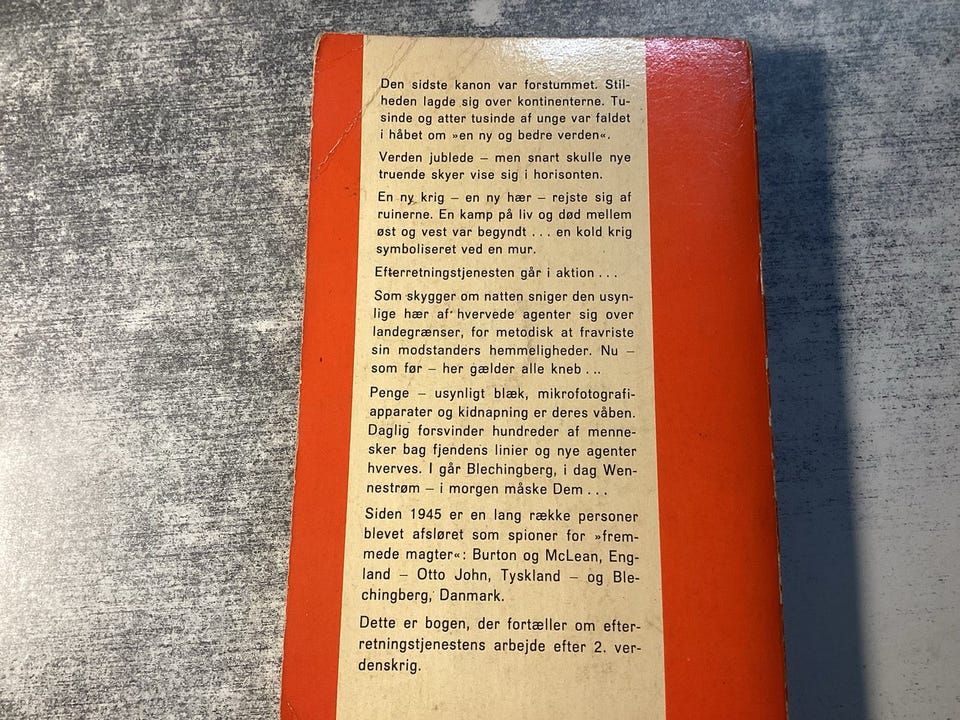 Den sidste kanon var forstummet. Stil-
heden lagde sig over kontinenterne. Tu-
sinde og atter tusinde af unge var faldet
i håbet om »en ny og bedre verden«.
Verden jublede – men snart skulle nye
truende skyer vise sig i horisonten.
En ny krig – en ny hær – rejste sig af
ruinerne. En kamp på liv og død mellem
øst og vest var begyndt . . . en kold krig
symboliseret ved en mur.
Efterretningstjenesten går i aktion . . .
Som skygger om natten sniger den usyn-
lige hær af hvervede agenter sig over
landegrænser, for metodisk at fravriste
sin modstanders hemmeligheder. Nu –
som før – her gælder alle kneb . . .
Penge – usynligt blæk, mikrofotografi-
apparater og kidnapning er deres våben.
Daglig forsvinder hundreder af menne-
sker bag fjendens linier og nye agenter
hverves. I går Blechingberg, i dag Wen-
nestrøm – i morgen måske Dem . . .
Siden 1945 er en lang række personer
blevet afsløret som spioner for »frem-
mede magter«: Burton og McLean, Eng-
land – Otto John, Tyskland – og Ble-
chingberg, Danmark.
Dette er bogen, der fortæller om efter-
retningstjenestens arbejde efter 2. ver-
denskrig.